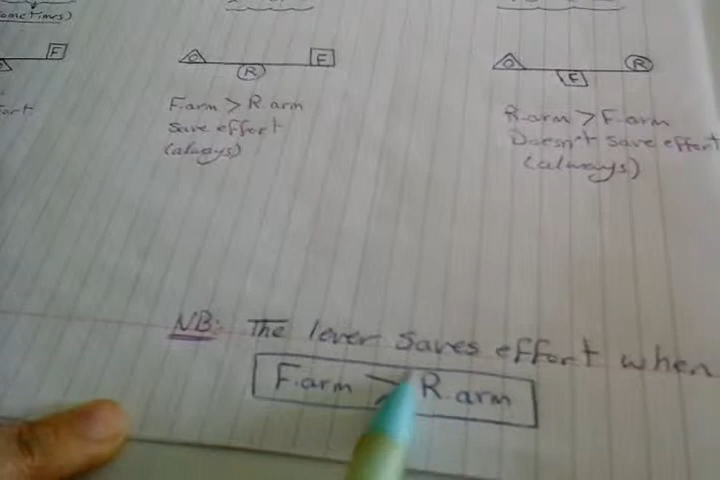 ometimes)
F
O R F
O F R
F.arm > R.arm
save effort
(always)
R.arm > F.arm
Doesn't save effort
(always)
NB: The lever saves effort when
F.arm > R.arm